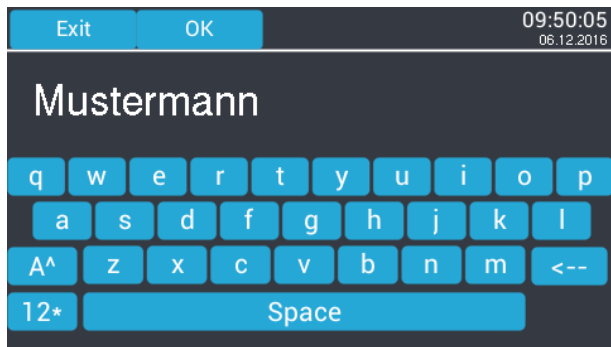 Exit OK 09:50:05
06.12.2016
Mustermann
q w e r t y u i o p
a s d f g h j k l
A^ z x c v b n m <--
12* Space